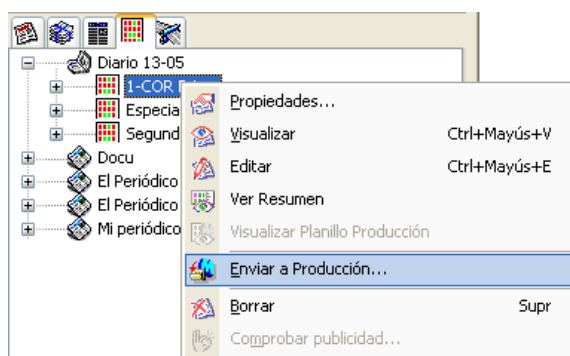 Diario 13-05
1-COR
Especia
Segund
Docu
El Periódico
El Periódico
Mi periódico
Propiedades...
Visualizar Ctrl+Mayús+V
Editar Ctrl+Mayús+E
Ver Resumen
Visualizar Planillo Producción
Enviar a Producción...
Borrar Supr
Comprobar publicidad...